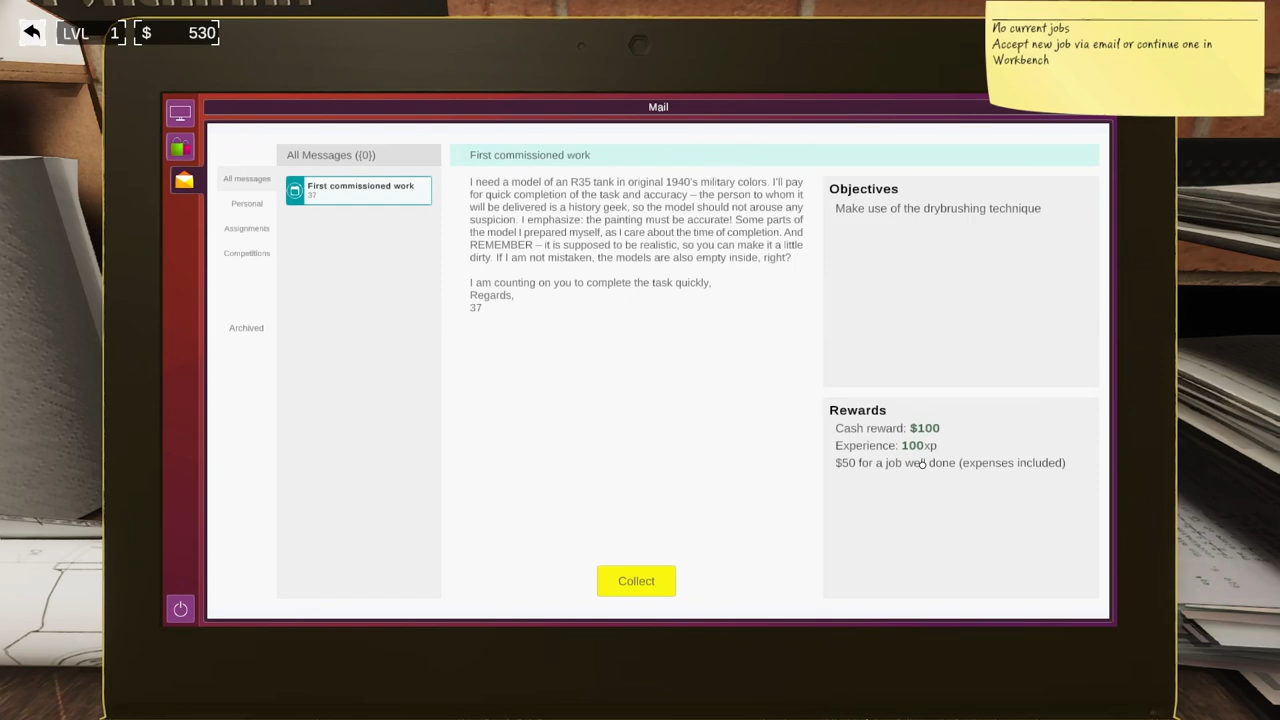 LVL 1 $ 530
No current jobs
Accept new job via email or continue one in
Workbench
Mail
All Messages ({0})
First commissioned work
All messages
Personal
Assignments
Competitions
Archived
First commissioned work
37
I need a model of an R35 tank in original 1940's military colors. I'll pay
for quick completion of the task and accuracy – the person to whom it
will be delivered is a history geek, so the model should not arouse any
suspicion. I emphasize: the painting must be accurate! Some parts of
the model I prepared myself, as I care about the time of completion. And
REMEMBER – it is supposed to be realistic, so you can make it a little
dirty. If I am not mistaken, the models are also empty inside, right?
I am counting on you to complete the task quickly,
Regards,
37
Collect
Objectives
Make use of the drybrushing technique
Rewards
Cash reward: $100
Experience: 100xp
$50 for a job well done (expenses included)